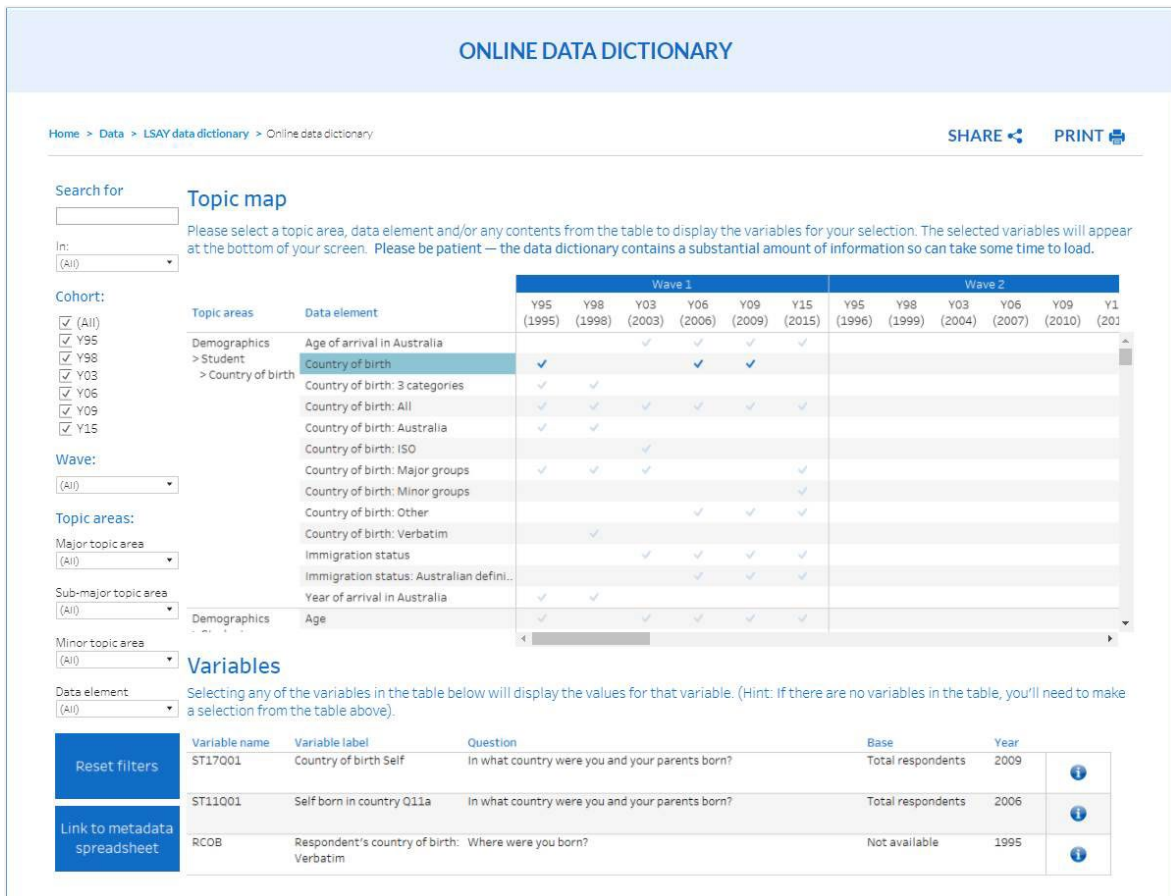 ONLINE DATA DICTIONARY
Home > Data > LSAY data dictionary > Online data dictionary
SHARE PRINT
Search for
In:
(All)
Cohort:
(All)
Y95
Y98
Y03
Y06
Y09
Y15
Wave:
(All)
Topic areas:
Major topic area
(All)
Sub-major topic area
(All)
Minor topic area
(All)
Data element
(All)
Reset filters
Link to metadata
spreadsheet
Topic map
Please select a topic area, data element and/or any contents from the table to display the variables for your selection. The selected variables will appear
at the bottom of your screen. Please be patient — the data dictionary contains a substantial amount of information so can take some time to load.
Wave 1 Wave 2
Topic areas Data element Y95 Y98 Y03 Y06 Y09 Y15 Y95 Y98 Y03 Y06 Y09 Y1
(1995) (1998) (2003) (2006) (2009) (2015) (1996) (1999) (2004) (2007) (2010) (201
Demographics Age of arrival in Australia
> Student Country of birth
> Country of birth
Country of birth: 3 categories
Country of birth: All
Country of birth: Australia
Country of birth: ISO
Country of birth: Major groups
Country of birth: Minor groups
Country of birth: Other
Country of birth: Verbatim
Immigration status
Immigration status: Australian defini..
Year of arrival in Australia
Demographics Age
Variables
Selecting any of the variables in the table below will display the values for that variable. (Hint: If there are no variables in the table, you'll need to make
a selection from the table above).
Variable name Variable label Question Base Year
ST17Q01 Country of birth Self In what country were you and your parents born? Total respondents 2009
ST11Q01 Self born in country Q11a In what country were you and your parents born? Total respondents 2006
RCOB Respondent's country of birth: Where were you born? Not available 1995
Verbatim